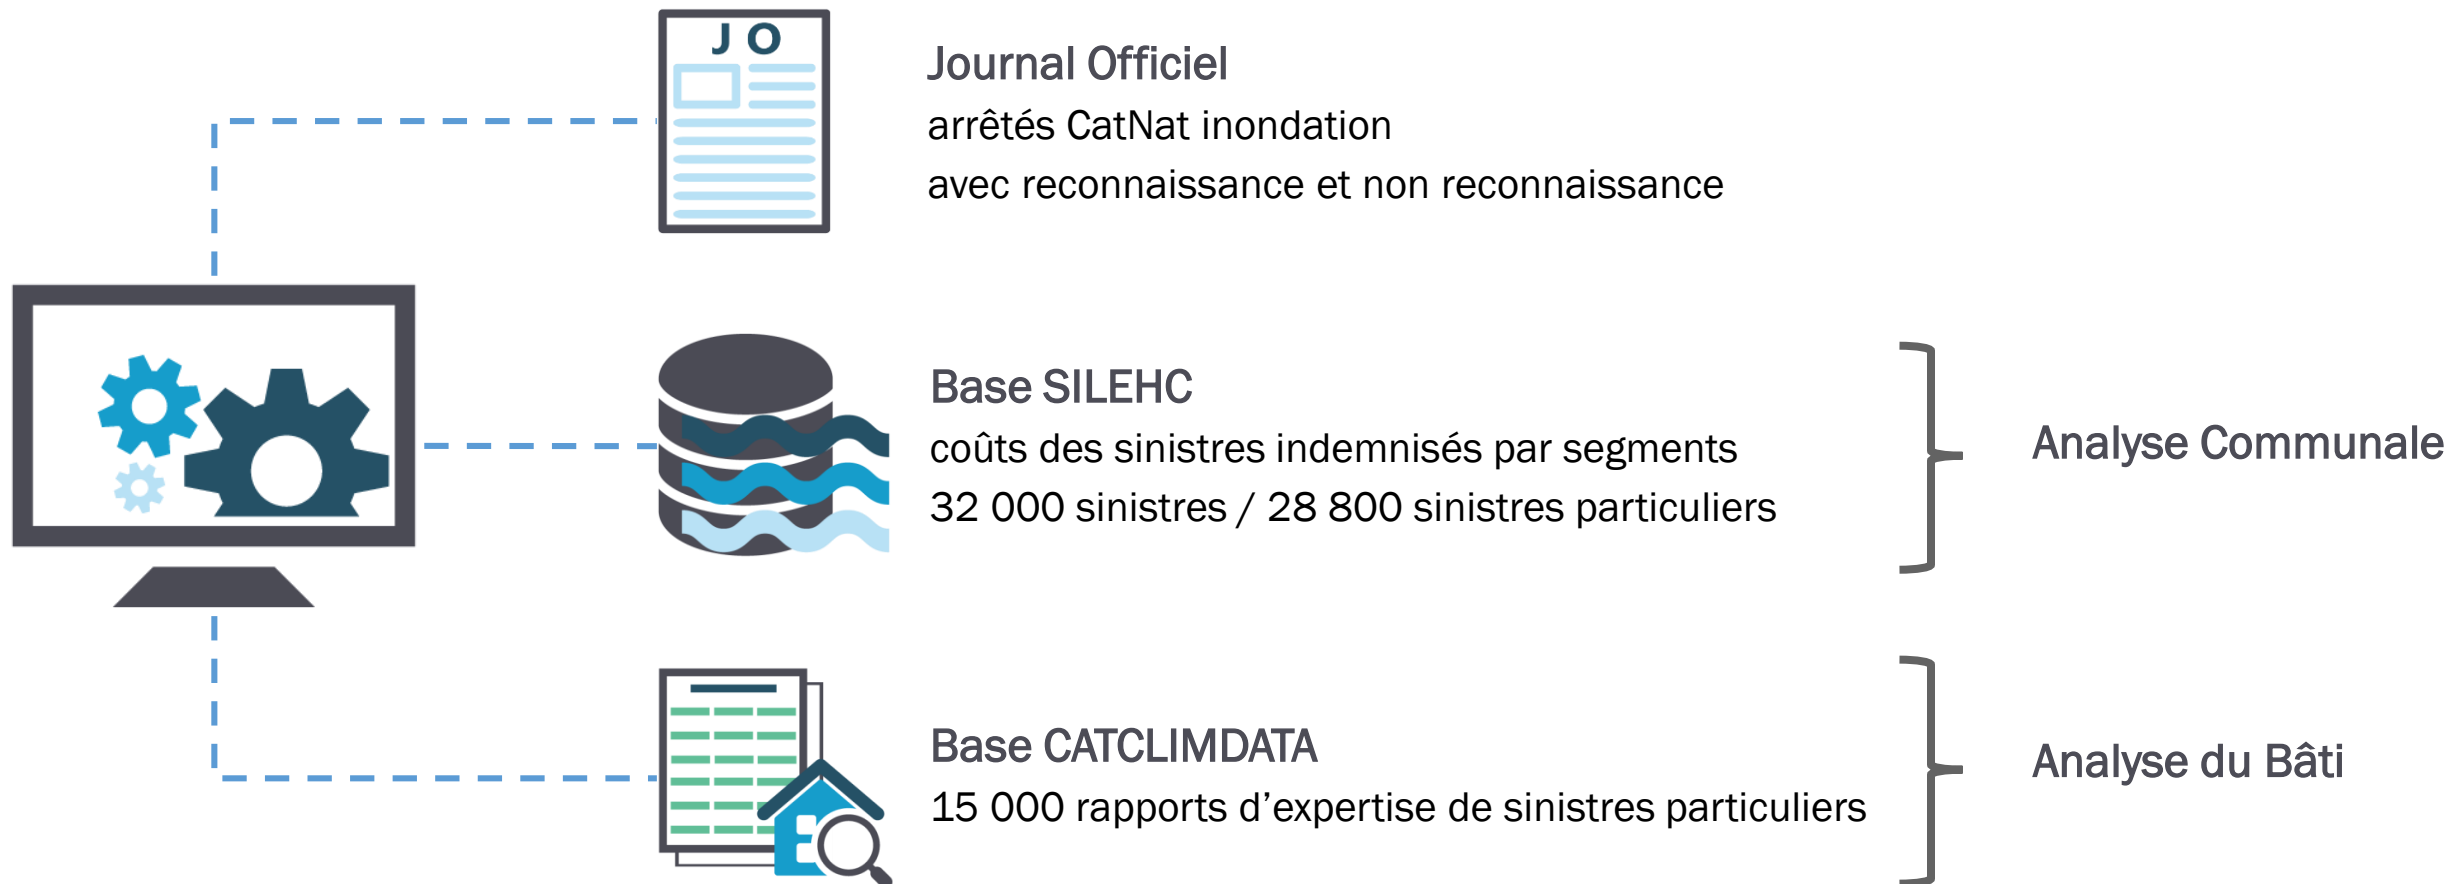 J O
Journal Officiel
arrêtés CatNat inondation
avec reconnaissance et non reconnaissance
Base SILEHC
coûts des sinistres indemnisés par segments
32 000 sinistres / 28 800 sinistres particuliers
Analyse Communale
Base CATCLIMDATA
15 000 rapports d’expertise de sinistres particuliers
Analyse du Bâti